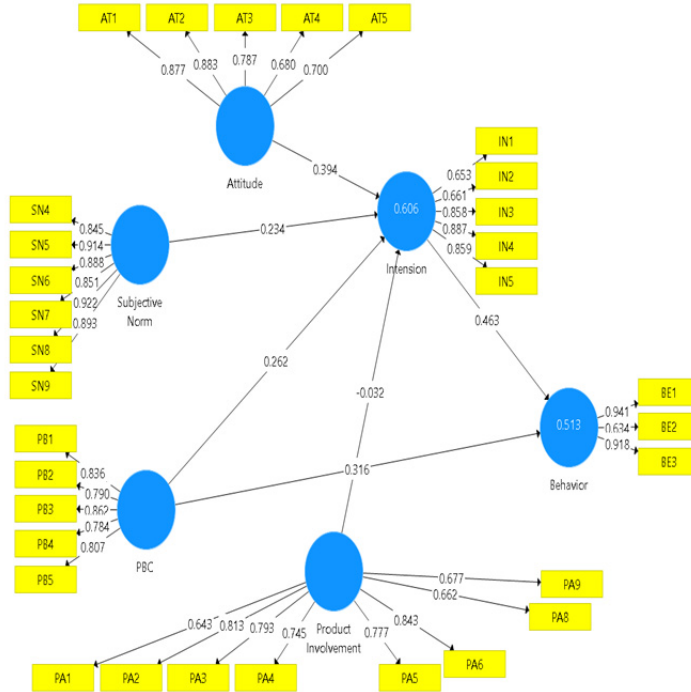 AT1
AT2
AT3
AT4
AT5
0.877
0.883
0.787
0.680
0.700
Attitude
0.394
IN1
IN2
IN3
IN4
IN5
0.653
0.661
0.858
0.887
0.859
0.606
Intension
SN4
SN5
SN6
SN7
SN8
SN9
0.845
0.914
0.888
0.851
0.922
0.893
Subjective
Norm
0.234
0.262
-0.032
0.463
0.316
PB1
PB2
PB3
PB4
PB5
0.836
0.790
0.862
0.784
0.807
PBC
BE1
BE2
BE3
0.941
0.634
0.918
0.513
Behavior
Product
Involvement
0.677
0.662
0.643
0.813
0.793
0.745
0.777
0.843
PA9
PA8
PA1
PA2
PA3
PA4
PA5
PA6